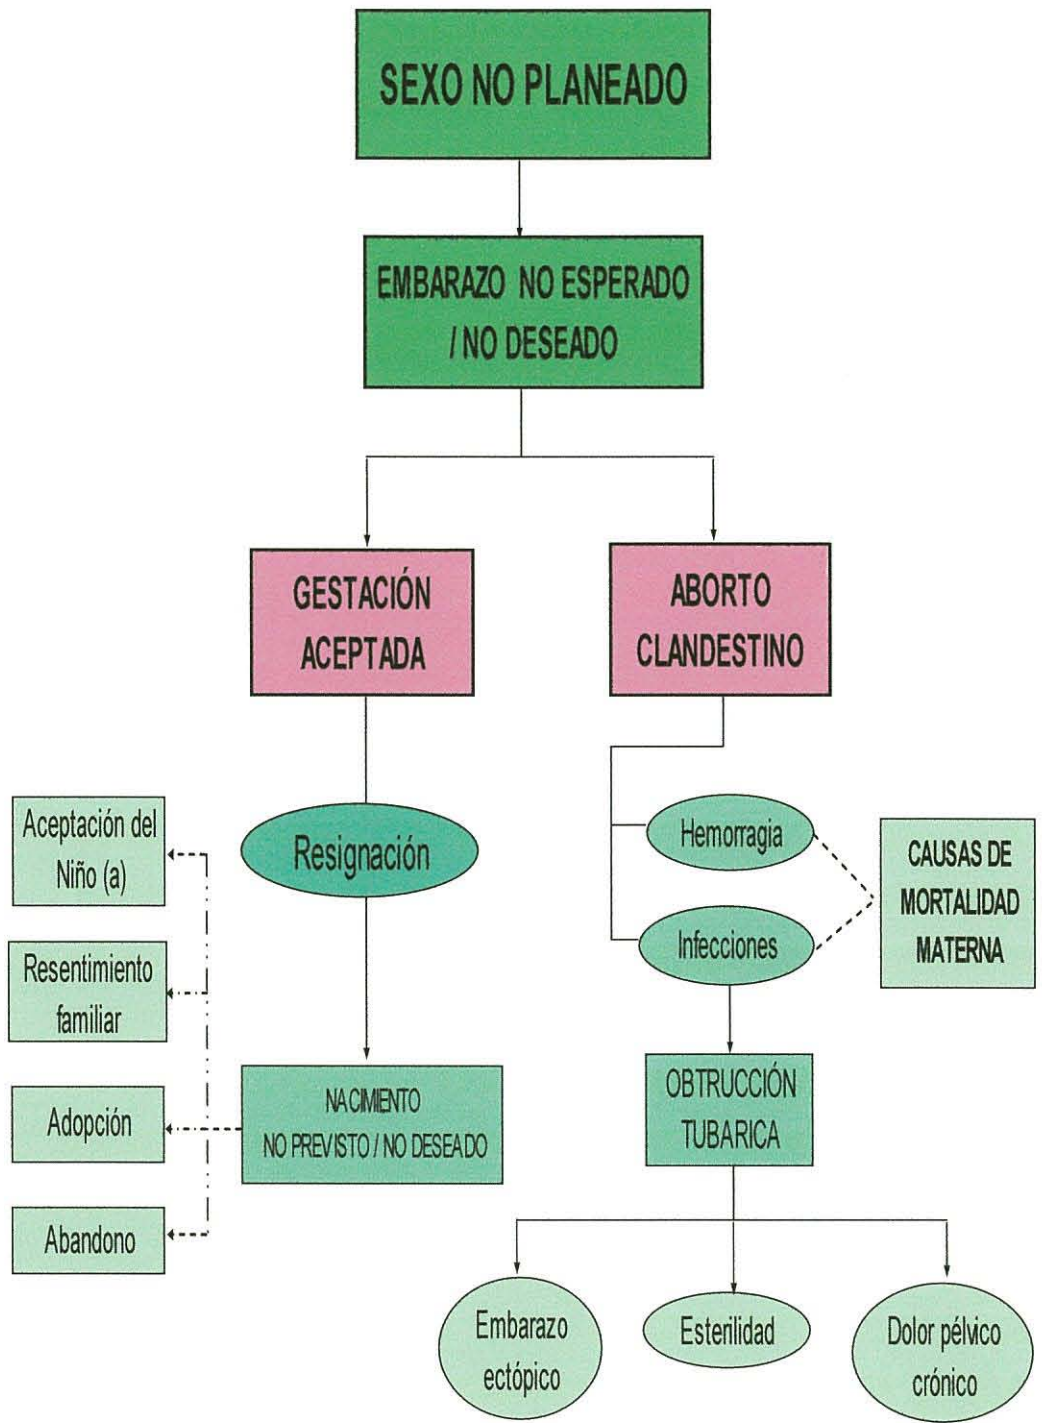 SEXO NO PLANEADO
EMBARAZO NO ESPERADO
/ NO DESEADO
GESTACIÓN
ACEPTADA
ABORTO
CLANDESTINO
Aceptación del
Niño (a)
Resignación
Hemorragia
CAUSAS DE
MORTALIDAD
MATERNA
Infecciones
Resentimiento
familiar
NACIMIENTO
NO PREVISTO / NO DESEADO
OBTRUCCIÓN
TUBARICA
Adopción
Abandono
Embarazo
ectópico
Esterilidad
Dolor pélvico
crónico